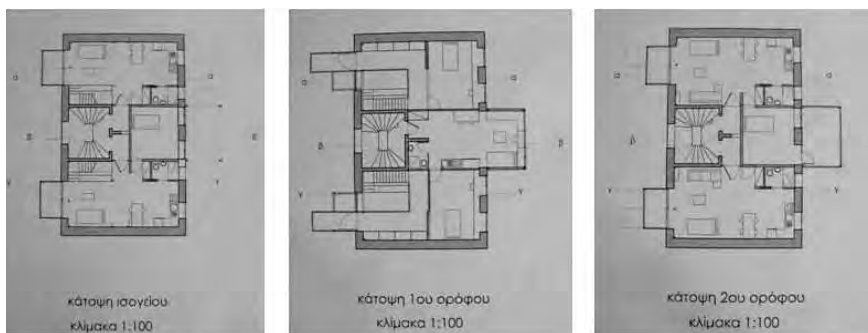 α α
β
γ γ
κάτοψη ισογείου
κλίμακα 1:100
α α
β β
γ γ
κάτοψη 1ου ορόφου
κλίμακα 1:100
α α
β
γ γ
κάτοψη 2ου ορόφου
κλίμακα 1:100